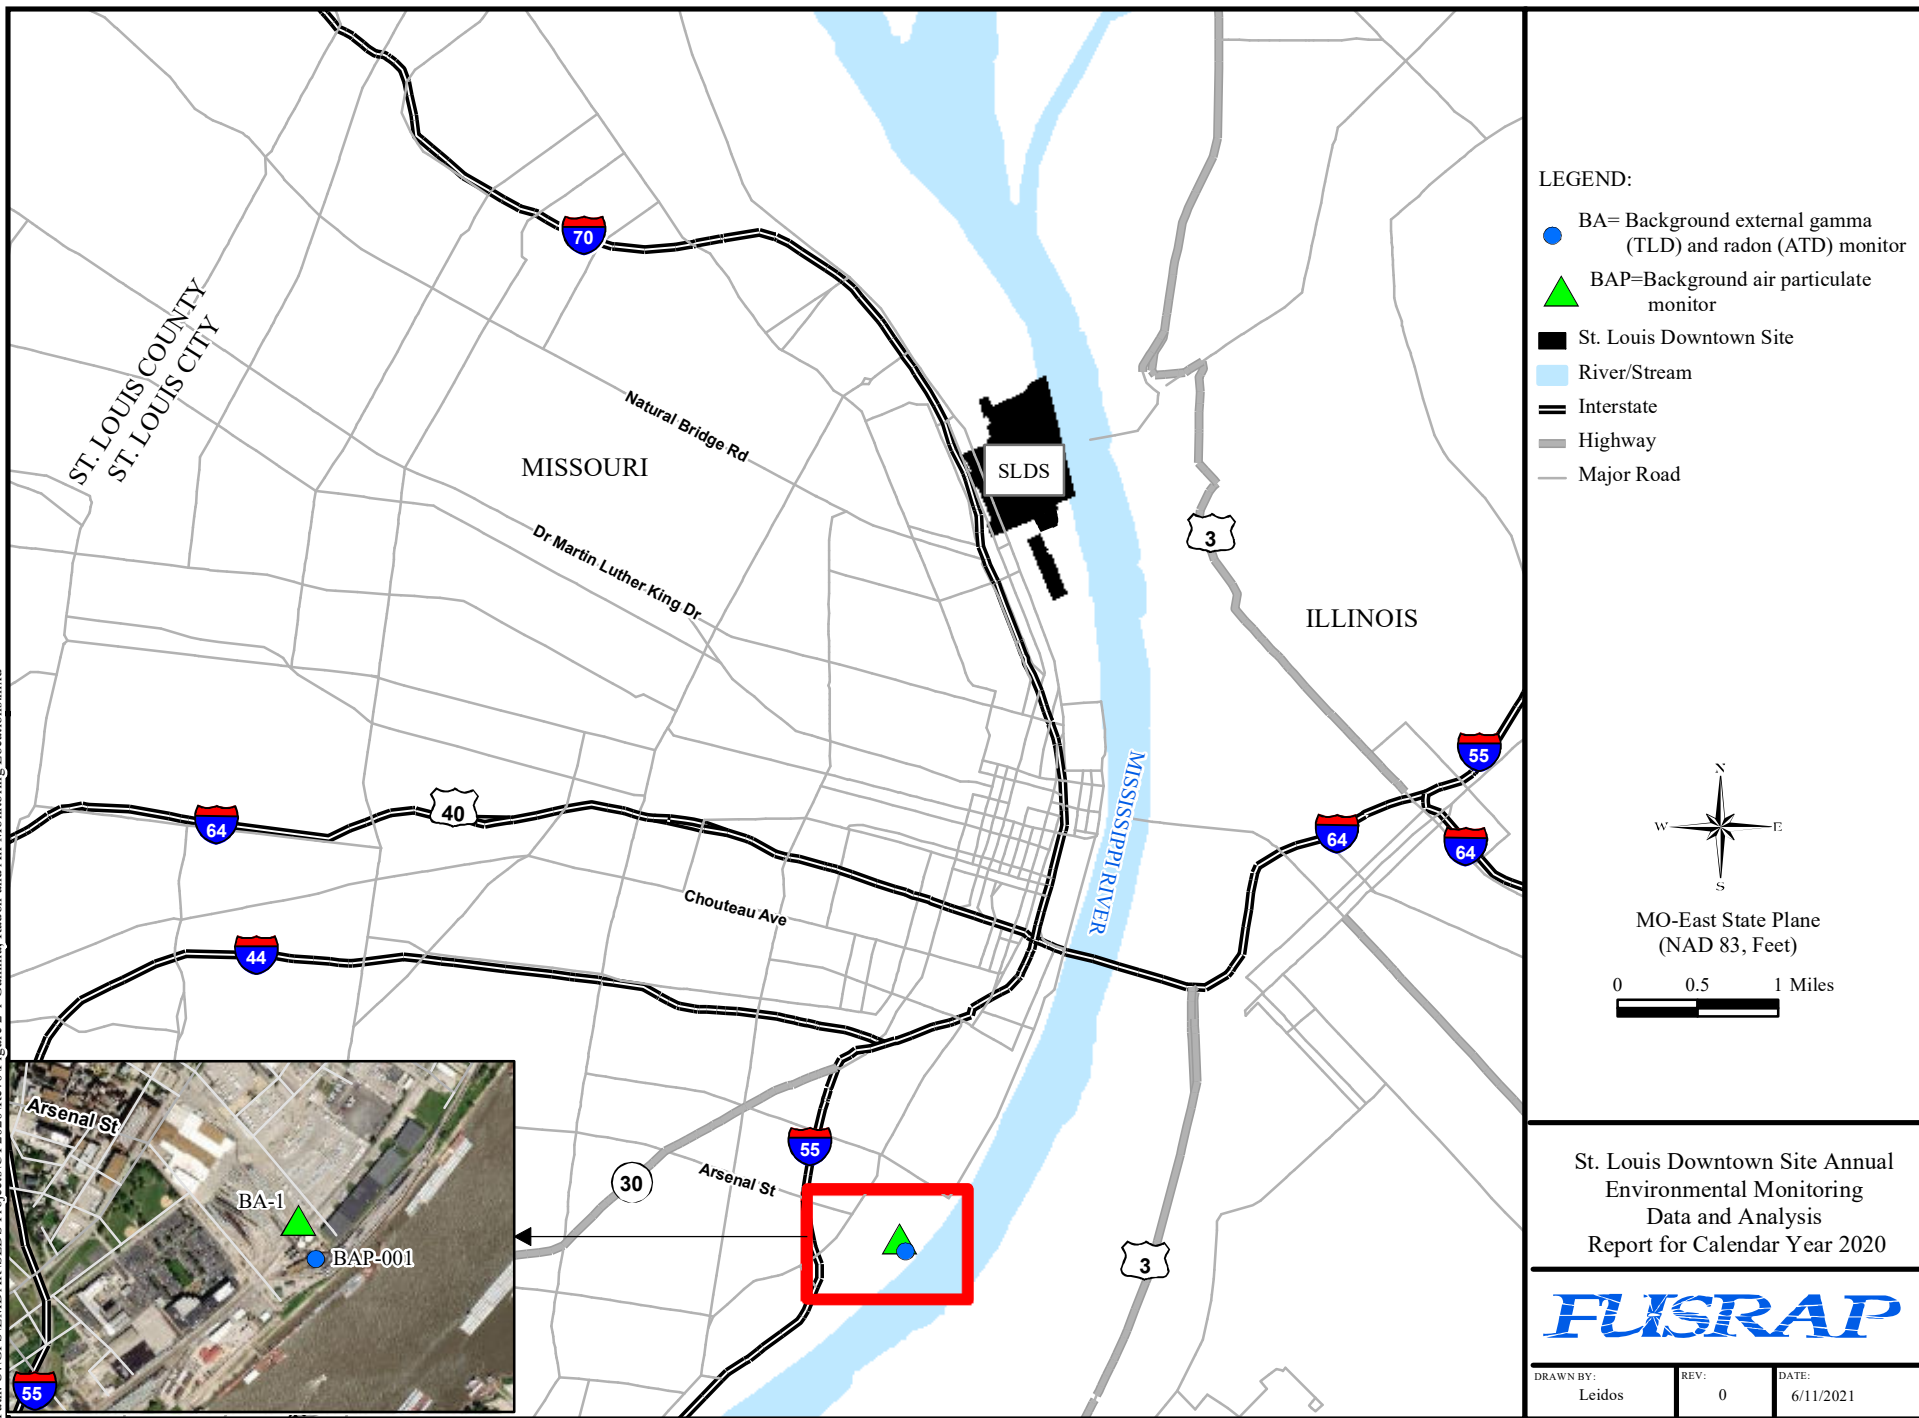 70
ST. LOUIS COUNTY
ST. LOUIS CITY
Natural Bridge Rd
MISSOURI
SLDS
Dr Martin Luther King Dr
3
ILLINOIS
MISSISSIPPI RIVER
55
40
64
64
64
Chouteau Ave
44
55
Arsenal St
30
3
Arsenal St
BA-1
BAP-001
55
LEGEND:
BA= Background external gamma
(TLD) and radon (ATD) monitor
BAP=Background air particulate
monitor
St. Louis Downtown Site
River/Stream
Interstate
Highway
Major Road
N
W E
S
MO-East State Plane
(NAD 83, Feet)
0 0.5 1 Miles
St. Louis Downtown Site Annual
Environmental Monitoring
Data and Analysis
Report for Calendar Year 2020
FUSRAP
DRAWN BY:
Leidos
REV:
0
DATE:
6/11/2021